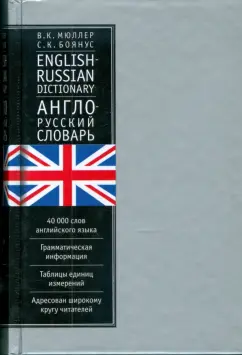 В.К. МЮЛЛЕР
С.К. БОЯНУС
ENGLISH-
RUSSIAN
DICTIONARY
АНГЛО-
РУССКИЙ
СЛОВАРЬ
40 000 слов
английского языка
Грамматическая
информация
Таблицы единиц
измерений
Адресован широкому
кругу читателей